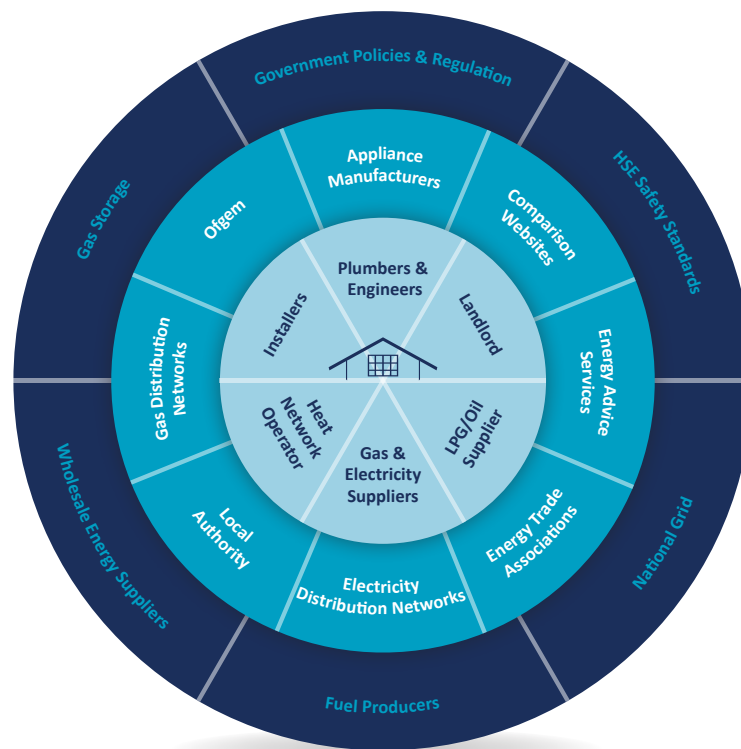 Government Policies & Regulation
HSE Safety Standards
National Grid
Fuel Producers
Wholesale Energy Suppliers
Gas Storage
Appliance
Manufacturers
Comparison
Websites
Energy Advice
Services
Energy Trade
Associations
Electricity
Distribution Networks
Local
Authority
Gas Distribution
Networks
Ofgem
Plumbers &
Engineers
Landlord
LPG/Oil
Supplier
Gas &
Electricity
Suppliers
Heat
Network
Operator
Installers